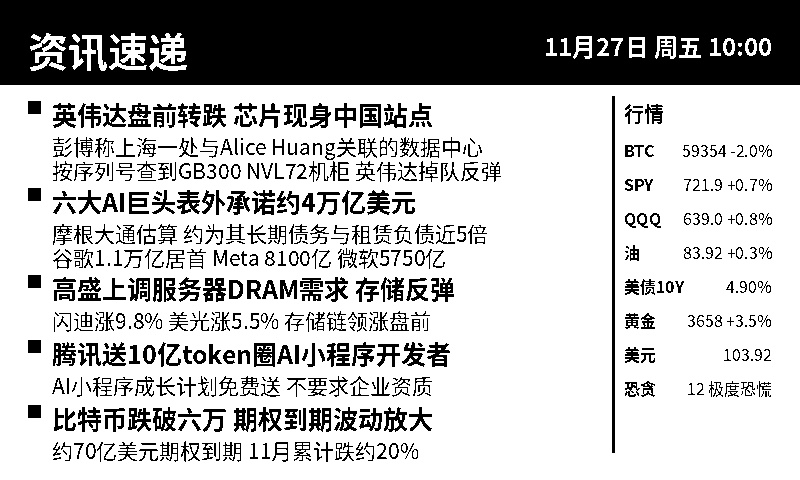 资讯速递
11月27日 周五 10:00
英伟达盘前转跌 芯片现身中国站点
彭博称上海一处与Alice Huang关联的数据中心
按序列号查到GB300 NVL72机柜 英伟达掉队反弹
六大AI巨头表外承诺约4万亿美元
摩根大通估算 约为其长期债务与租赁负债近5倍
谷歌1.1万亿居首 Meta 8100亿 微软5750亿
高盛上调服务器DRAM需求 存储反弹
闪迪涨9.8% 美光涨5.5% 存储链领涨盘前
腾讯送10亿token圈AI小程序开发者
AI小程序成长计划免费送 不要求企业资质
比特币跌破六万 期权到期波动放大
约70亿美元期权到期 11月累计跌约20%
行情
BTC 59354 -2.0%
SPY 721.9 +0.7%
QQQ 639.0 +0.8%
油 83.92 +0.3%
美债10Y 4.90%
黄金 3658 +3.5%
美元 103.92
恐贪 12 极度恐慌